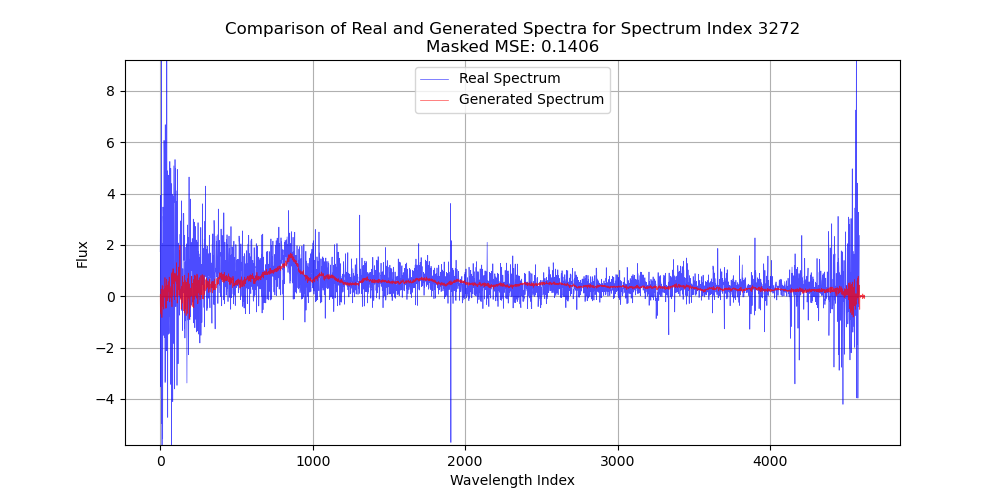 Comparison of Real and Generated Spectra for Spectrum Index 3272
Masked MSE: 0.1406
Real Spectrum
Generated Spectrum
8
6
4
2
0
−2
−4
Flux
0 1000 2000 3000 4000
Wavelength Index